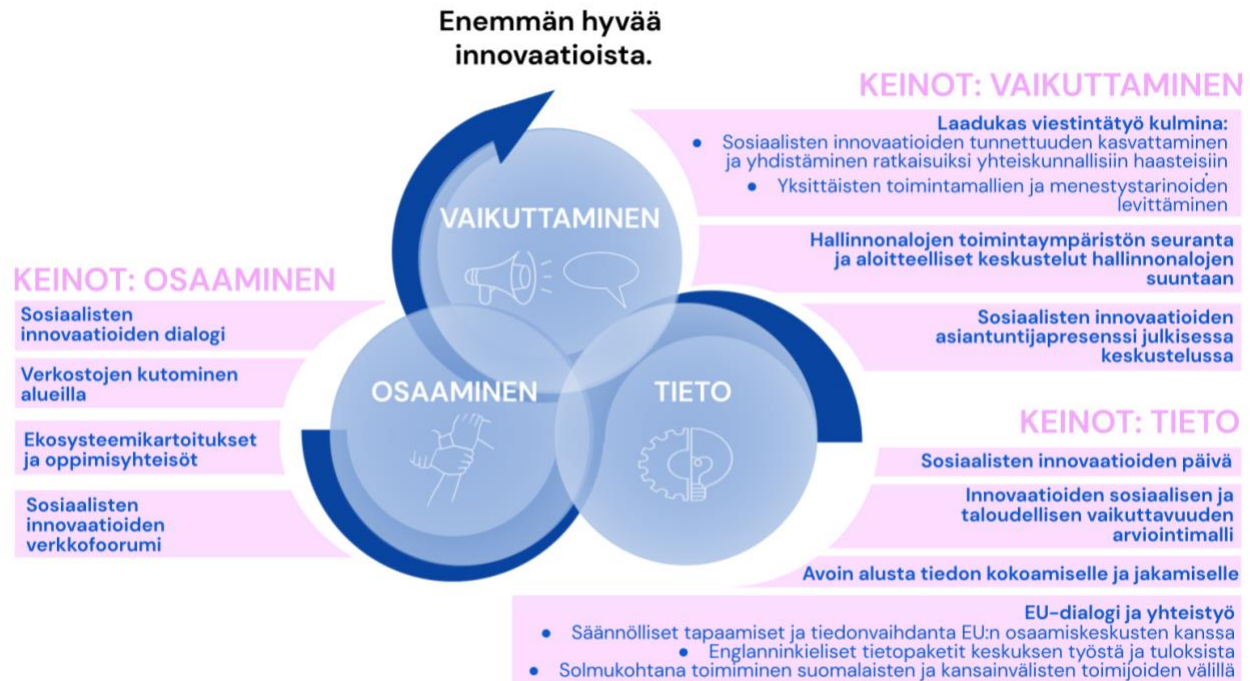 Enemmän hyvää
innovaatioista.
KEINOT: VAIKUTTAMINEN
Laadukas viestintätyö kulmina:
● Sosiaalisten innovaatioiden tunnettuuden kasvattaminen
ja yhdistäminen ratkaisuiksi yhteiskunnallisiin haasteisiin
● Yksittäisten toimintamallien ja menestystarinoiden
levittäminen
Hallinnonalojen toimintaympäristön seuranta
ja aloitteelliset keskustelut hallinnonalojen
suuntaan
Sosiaalisten innovaatioiden
asiantuntijapresenssi julkisessa
keskustelussa
VAIKUTTAMINEN
OSAAMINEN
TIETO
KEINOT: OSAAMINEN
Sosiaalisten
innovaatioiden dialogi
Verkostojen kutominen
alueilla
Ekosysteemikartoitukset
ja oppimisyhteisöt
Sosiaalisten
innovaatioiden
verkkofoorumi
KEINOT: TIETO
Sosiaalisten innovaatioiden päivä
Innovaatioiden sosiaalisen ja
taloudellisen vaikuttavuuden
arviointimalli
Avoin alusta tiedon kokoamiselle ja jakamiselle
EU-dialogi ja yhteistyö
● Säännölliset tapaamiset ja tiedonvaihdanta EU:n osaamiskeskusten kanssa
● Englanninkieliset tietopaketit keskuksen työstä ja tuloksista
● Solmukohtana toimiminen suomalaisten ja kansainvälisten toimijoiden välillä